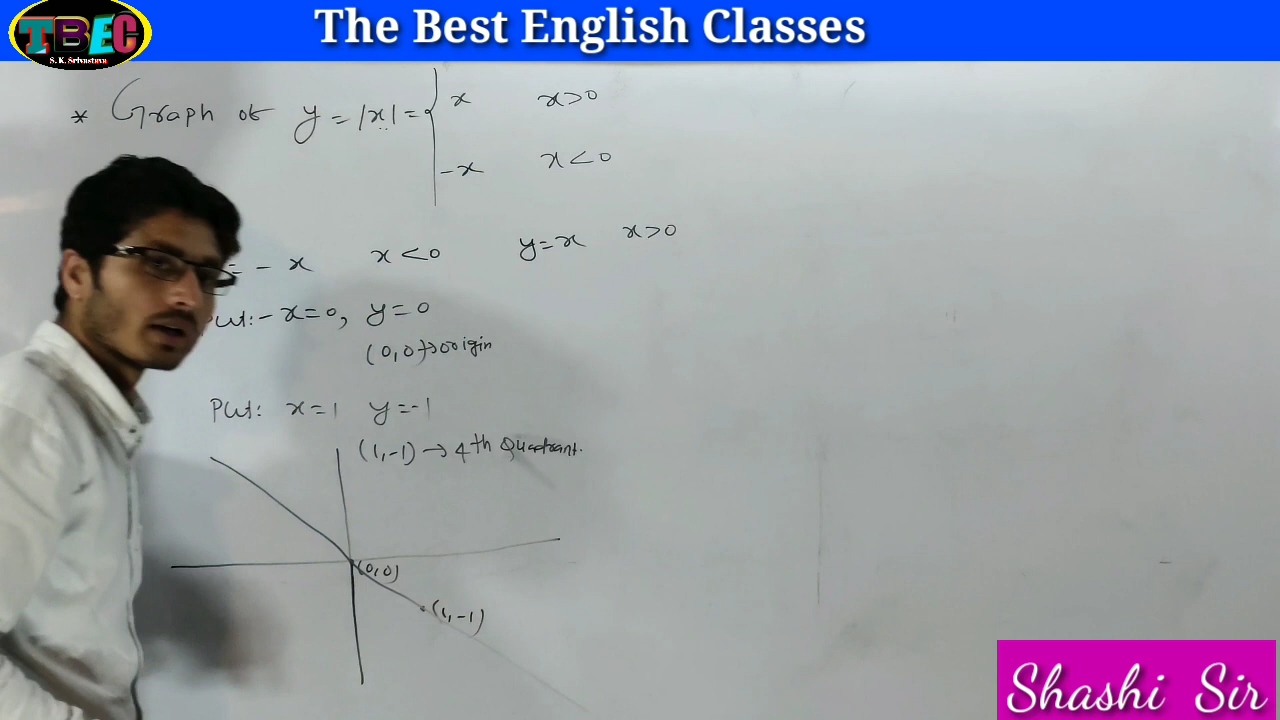 The Best English Classes
TBEC
S. K. Srivastava
* Graph of y = |x| = { x x>0
-x x<0
= - x x<0 y=x x>0
Put:- x=0, y=0
(0,0)→origin
Put: x=1 y=-1
(1,-1) → 4th Quadrant.
(0,0)
(1,-1)
Shashi Sir